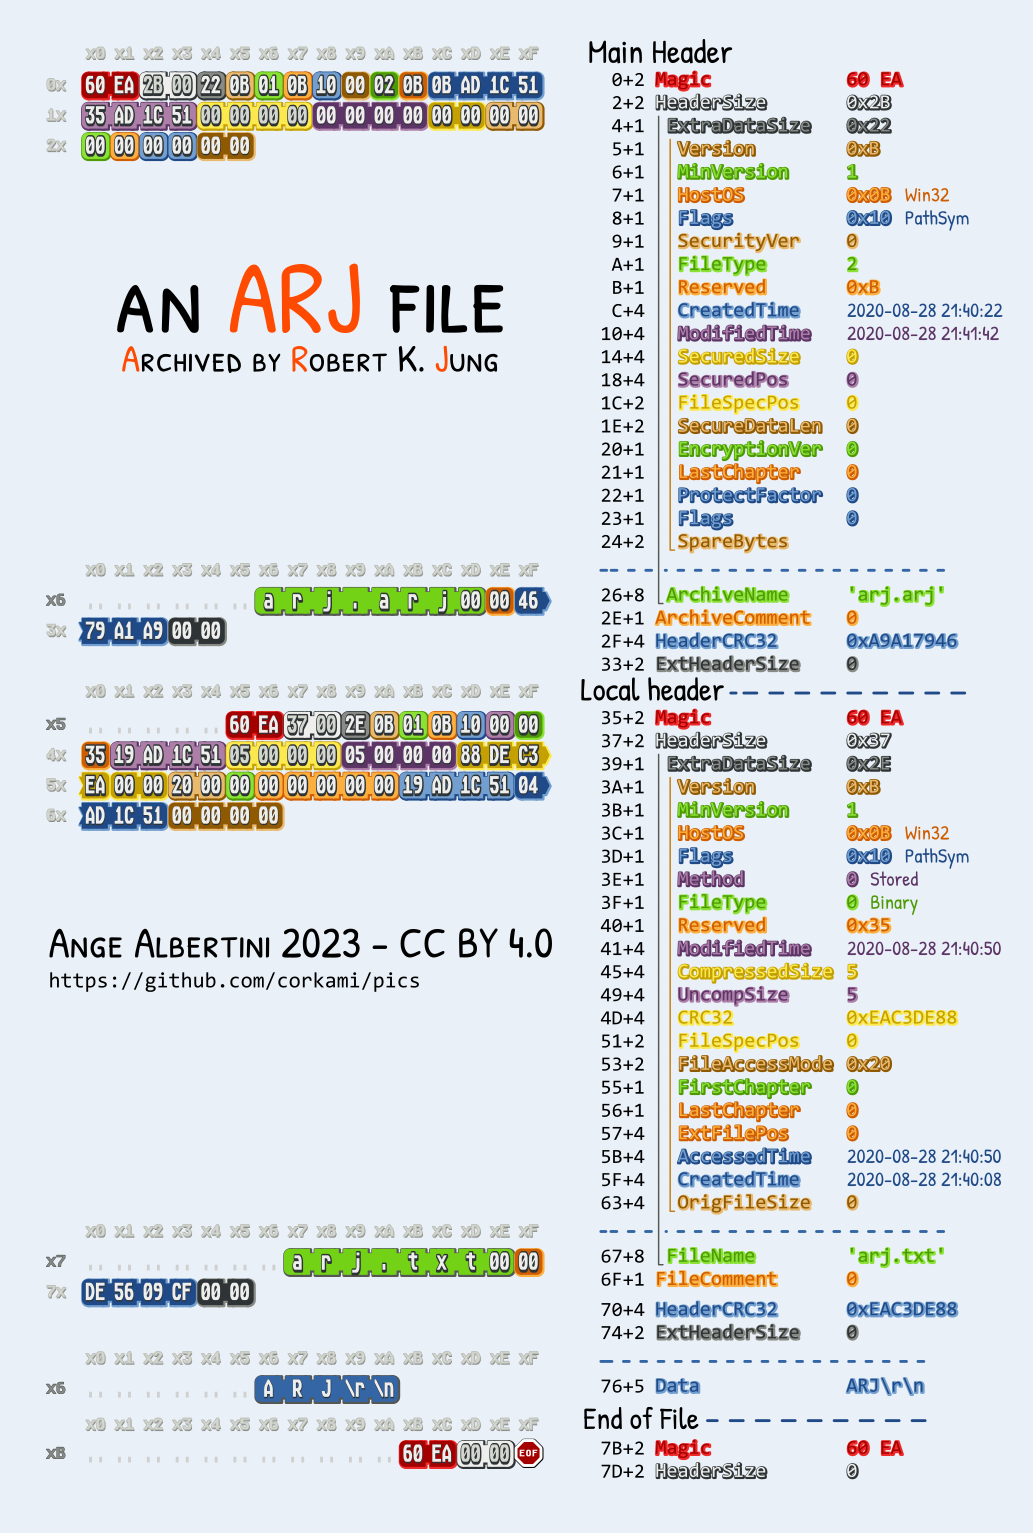 x0 x1 x2 x3 x4 x5 x6 x7 x8 x9 xA xB xC xD xE xF
0x 60 EA 2B 00 22 0B 01 0B 10 00 02 0B 0B AD 1C 51
1x 35 AD 1C 51 00 00 00 00 00 00 00 00 00 00 00 00
2x 00 00 00 00 00 00
AN ARJ FILE
ARCHIVED BY ROBERT K. JUNG
x0 x1 x2 x3 x4 x5 x6 x7 x8 x9 xA xB xC xD xE xF
x6 .. .. .. .. .. .. a r j . a r j 00 00 46
3x 79 A1 A9 00 00
x0 x1 x2 x3 x4 x5 x6 x7 x8 x9 xA xB xC xD xE xF
x5 .. .. .. .. .. 60 EA 37 00 2E 0B 01 0B 10 00 00
4x 35 19 AD 1C 51 05 00 00 00 05 00 00 00 88 DE C3
5x EA 00 00 20 00 00 00 00 00 00 00 19 AD 1C 51 04
6x AD 1C 51 00 00 00 00
ANGE ALBERTINI 2023 - CC BY 4.0
https://github.com/corkami/pics
x0 x1 x2 x3 x4 x5 x6 x7 x8 x9 xA xB xC xD xE xF
x7 .. .. .. .. .. .. .. a r j . t x t 00 00
7x DE 56 09 CF 00 00
x0 x1 x2 x3 x4 x5 x6 x7 x8 x9 xA xB xC xD xE xF
x6 .. .. .. .. .. .. A R J \r \n
x0 x1 x2 x3 x4 x5 x6 x7 x8 x9 xA xB xC xD xE xF
xB .. .. .. .. .. .. .. .. .. .. .. 60 EA 00 00 EOF
Main Header
0+2 Magic 60 EA
2+2 HeaderSize 0x2B
4+1 ExtraDataSize 0x22
5+1 Version 0xB
6+1 MinVersion 1
7+1 HostOS 0x0B Win32
8+1 Flags 0x10 PathSym
9+1 SecurityVer 0
A+1 FileType 2
B+1 Reserved 0xB
C+4 CreatedTime 2020-08-28 21:40:22
10+4 ModifiedTime 2020-08-28 21:41:42
14+4 SecuredSize 0
18+4 SecuredPos 0
1C+2 FileSpecPos 0
1E+2 SecureDataLen 0
20+1 EncryptionVer 0
21+1 LastChapter 0
22+1 ProtectFactor 0
23+1 Flags 0
24+2 SpareBytes
26+8 ArchiveName 'arj.arj'
2E+1 ArchiveComment 0
2F+4 HeaderCRC32 0xA9A17946
33+2 ExtHeaderSize 0
Local header
35+2 Magic 60 EA
37+2 HeaderSize 0x37
39+1 ExtraDataSize 0x2E
3A+1 Version 0xB
3B+1 MinVersion 1
3C+1 HostOS 0x0B Win32
3D+1 Flags 0x10 PathSym
3E+1 Method 0 Stored
3F+1 FileType 0 Binary
40+1 Reserved 0x35
41+4 ModifiedTime 2020-08-28 21:40:50
45+4 CompressedSize 5
49+4 UncompSize 5
4D+4 CRC32 0xEAC3DE88
51+2 FileSpecPos 0
53+2 FileAccessMode 0x20
55+1 FirstChapter 0
56+1 LastChapter 0
57+4 ExtFilePos 0
5B+4 AccessedTime 2020-08-28 21:40:50
5F+4 CreatedTime 2020-08-28 21:40:08
63+4 OrigFileSize 0
67+8 FileName 'arj.txt'
6F+1 FileComment 0
70+4 HeaderCRC32 0xEAC3DE88
74+2 ExtHeaderSize 0
76+5 Data ARJ\r\n
End of File
7B+2 Magic 60 EA
7D+2 HeaderSize 0